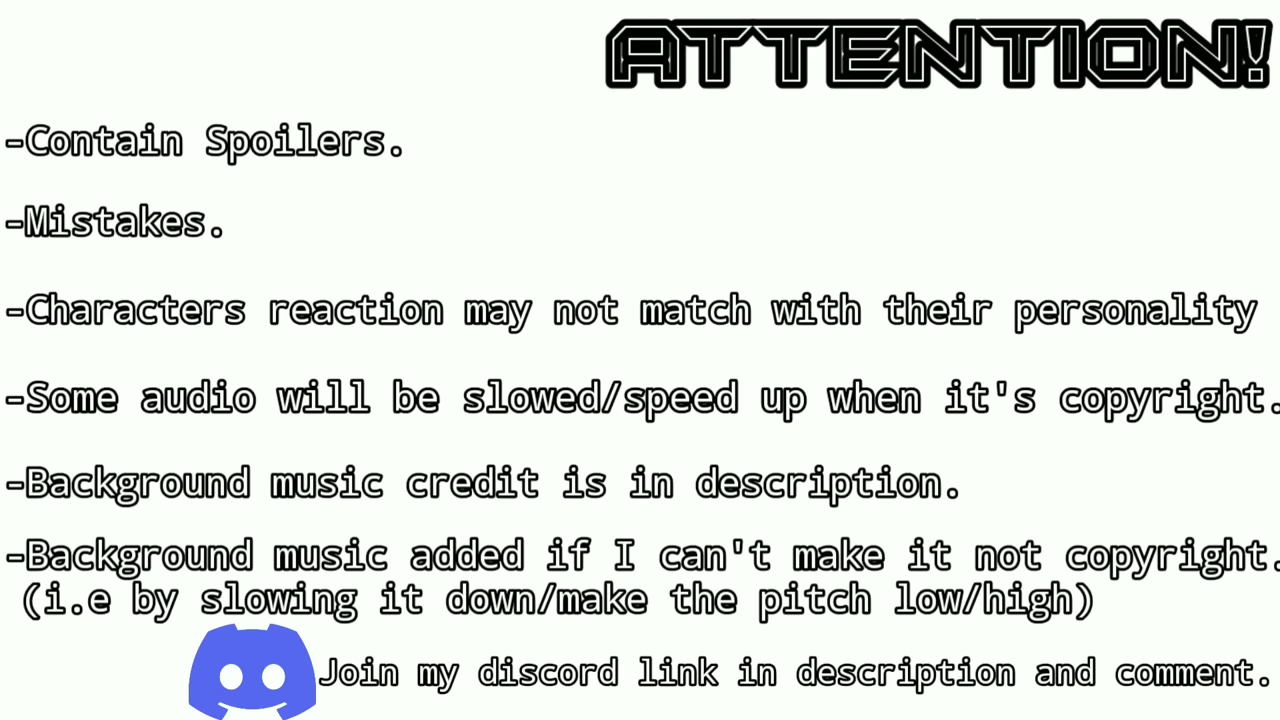 ATTENTION!
-Contain Spoilers.
-Mistakes.
-Characters reaction may not match with their personality
-Some audio will be slowed/speed up when it's copyright.
-Background music credit is in description.
-Background music added if I can't make it not copyright.
(i.e by slowing it down/make the pitch low/high)
Join my discord link in description and comment.